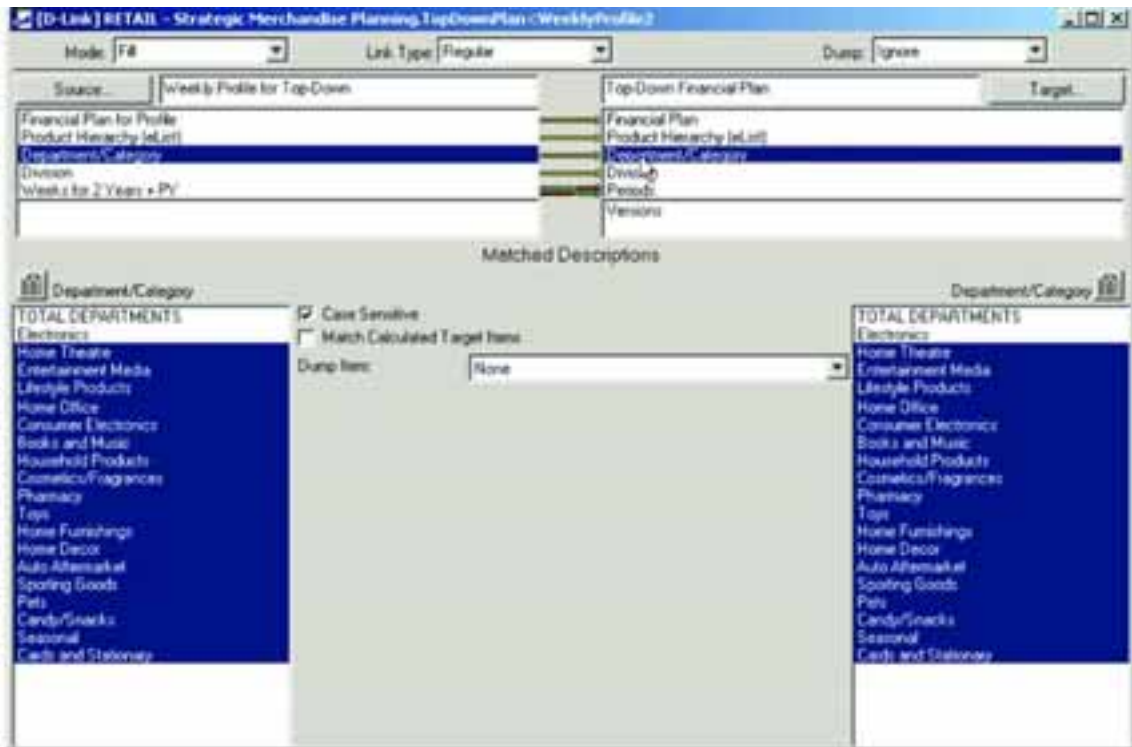 [D-Link] RETAIL - Strategic Merchandise Planning.TopDownPlan<WeeklyProfile2
Mode: Fill Link Type: Regular Dump: Ignore
Source... Weekly Profile for Top-Down Top-Down Financial Plan Target...
Financial Plan for Profile Financial Plan
Product Hierarchy (eList) Product Hierarchy (eList)
Department/Category Department/Category
Division Division
Weeks for 2 Years + PY Periods
Versions
Matched Descriptions
Department/Category Department/Category
TOTAL DEPARTMENTS Case Sensitive TOTAL DEPARTMENTS
Electronics Match Calculated Target Items Electronics
Home Theatre Dump Item: None Home Theatre
Entertainment Media Entertainment Media
Lifestyle Products Lifestyle Products
Home Office Home Office
Consumer Electronics Consumer Electronics
Books and Music Books and Music
Household Products Household Products
Cosmetics/Fragrances Cosmetics/Fragrances
Pharmacy Pharmacy
Toys Toys
Home Furnishings Home Furnishings
Home Decor Home Decor
Auto Aftermarket Auto Aftermarket
Sporting Goods Sporting Goods
Pets Pets
Candy/Snacks Candy/Snacks
Seasonal Seasonal
Cards and Stationary Cards and Stationary